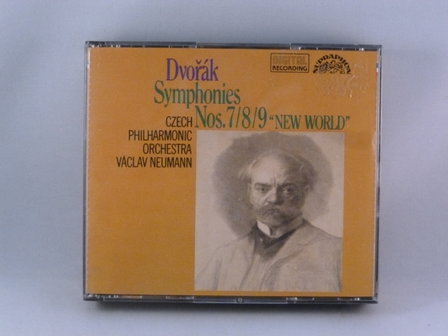 Dvořák
DIGITAL
RECORDING
SUPRAPHON
Symphonies
Nos.7/8/9 "NEW WORLD"
CZECH
PHILHARMONIC
ORCHESTRA
VÁCLAV NEUMANN